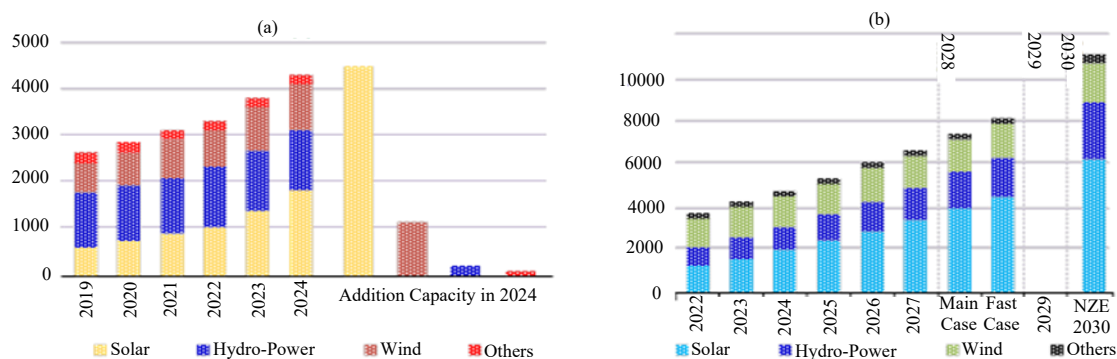 (a)
5000
4000
3000
2000
1000
0
2019
2020
2021
2022
2023
2024
Addition Capacity in 2024
Solar
Hydro-Power
Wind
Others
(b)
2028
2029
2030
10000
8000
6000
4000
2000
0
2022
2023
2024
2025
2026
2027
Main
Case
Fast
Case
2029
NZE
2030
Solar
Hydro-Power
Wind
Others